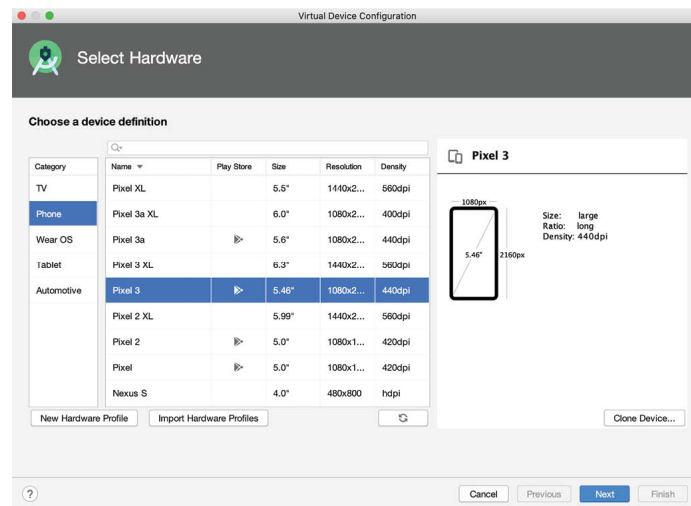 Virtual Device Configuration
Select Hardware
Choose a device definition
Category Name Play Store Size Resolution Density
TV Pixel XL 5.5" 1440x2... 560dpi
Phone Pixel 3a XL 6.0" 1080x2... 400dpi
Wear OS Pixel 3a 5.6" 1080x2... 440dpi
Tablet Pixel 3 XL 6.3" 1440x2... 560dpi
Automotive Pixel 3 5.46" 1080x2... 440dpi
Pixel 2 XL 5.99" 1440x2... 560dpi
Pixel 2 5.0" 1080x1... 420dpi
Pixel 5.0" 1080x1... 420dpi
Nexus S 4.0" 480x800 hdpi
New Hardware Profile Import Hardware Profiles
Pixel 3
1080px
Size: large
Ratio: long
Density: 440dpi
5.46" 2160px
Clone Device...
? Cancel Previous Next Finish